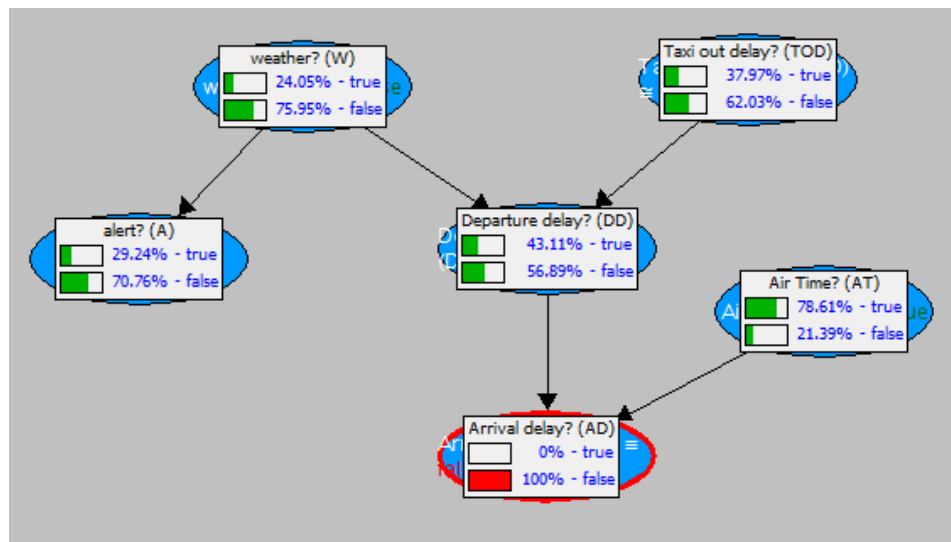 weather? (W)
24.05% - true
75.95% - false
Taxi out delay? (TOD)
37.97% - true
62.03% - false
alert? (A)
29.24% - true
70.76% - false
Departure delay? (DD)
43.11% - true
56.89% - false
Air Time? (AT)
78.61% - true
21.39% - false
Arrival delay? (AD)
0% - true
100% - false